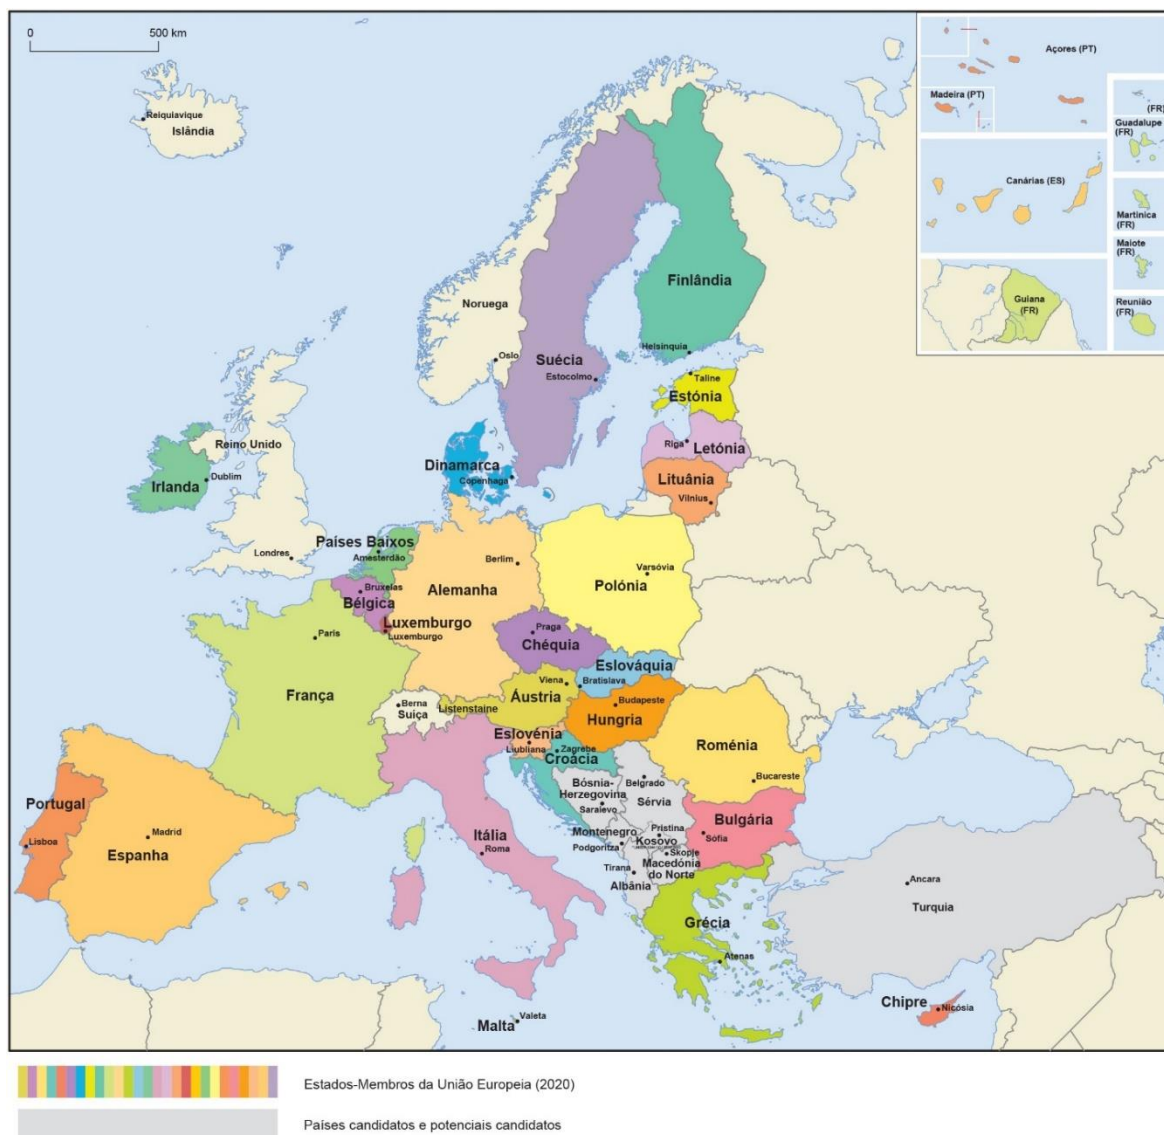 0 500 km
Açores (PT)
Madeira (PT)
(FR)
Guadalupe
(FR)
Canárias (ES)
Martinica
(FR)
Maiote
(FR)
Guiana
(FR)
Reunião
(FR)
Reiquiavique
Islândia
Noruega
Oslo
Suécia
Estocolmo
Finlândia
Helsínquia
Taline
Estónia
Riga
Letónia
Lituânia
Vilnius
Dinamarca
Copenhaga
Reino Unido
Irlanda
Dublim
Londres
Países Baixos
Amesterdão
Bruxelas
Bélgica
Luxemburgo
Luxemburgo
Berlim
Alemanha
Varsóvia
Polónia
Praga
Chéquia
Eslováquia
Bratislava
Viena
Áustria
Listenstaine
Berna
Suíça
Paris
França
Budapeste
Hungria
Eslovénia
Liubliana
Zagrebe
Croácia
Roménia
Bucareste
Bósnia-
Herzegovina
Saraievo
Belgrado
Sérvia
Montenegro
Podgoritza
Pristina
Kosovo
Skopje
Macedónia
do Norte
Tirana
Albânia
Bulgária
Sófia
Portugal
Lisboa
Madrid
Espanha
Itália
Roma
Grécia
Atenas
Ancara
Turquia
Chipre
Nicósia
Malta
Valeta
Estados-Membros da União Europeia (2020)
Países candidatos e potenciais candidatos